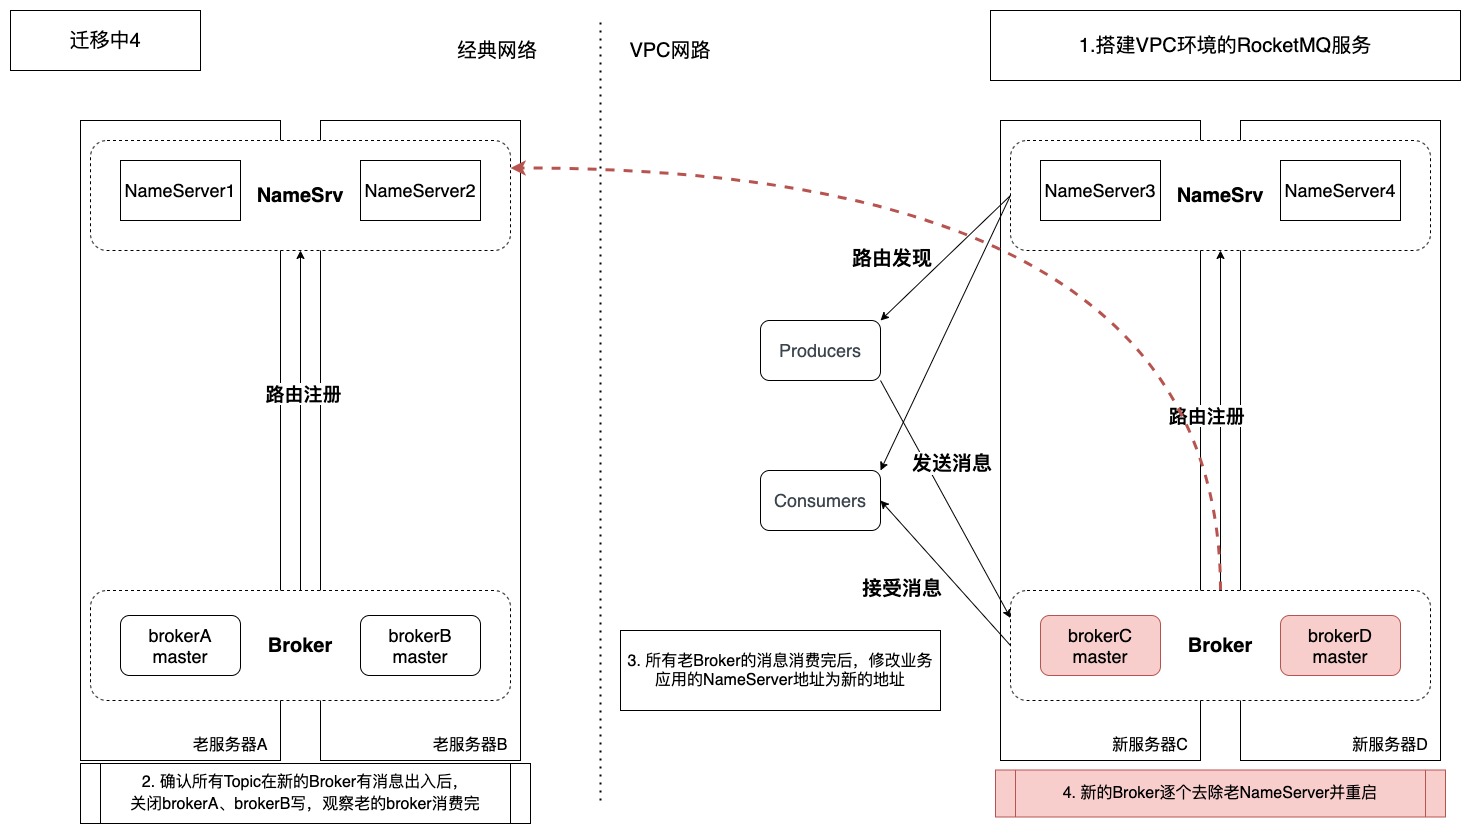 迁移中4
经典网络
VPC网路
1.搭建VPC环境的RocketMQ服务
NameServer1
NameSrv
NameServer2
NameServer3
NameSrv
NameServer4
路由发现
Producers
路由注册
路由注册
发送消息
Consumers
接受消息
brokerA
master
Broker
brokerB
master
3. 所有老Broker的消息消费完后，修改业务
应用的NameServer地址为新的地址
brokerC
master
Broker
brokerD
master
老服务器A
老服务器B
新服务器C
新服务器D
2. 确认所有Topic在新的Broker有消息出入后，
关闭brokerA、brokerB写，观察老的broker消费完
4. 新的Broker逐个去除老NameServer并重启